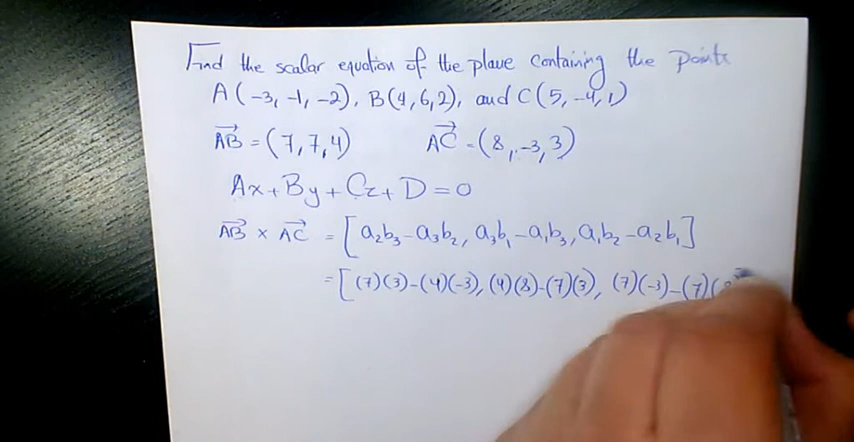 Find the scalar equation of the plane containing the points
A(-3, -1, -2), B(4, 6, 2), and C(5, -4, 1)
AB⃗ = (7, 7, 4) AC⃗ = (8, -3, 3)
Ax + By + Cz + D = 0
AB⃗ × AC⃗ = [a₂b₃ - a₃b₂, a₃b₁ - a₁b₃, a₁b₂ - a₂b₁]
= [(7)(3) - (4)(-3), (4)(8) - (7)(3), (7)(-3) - (7)(